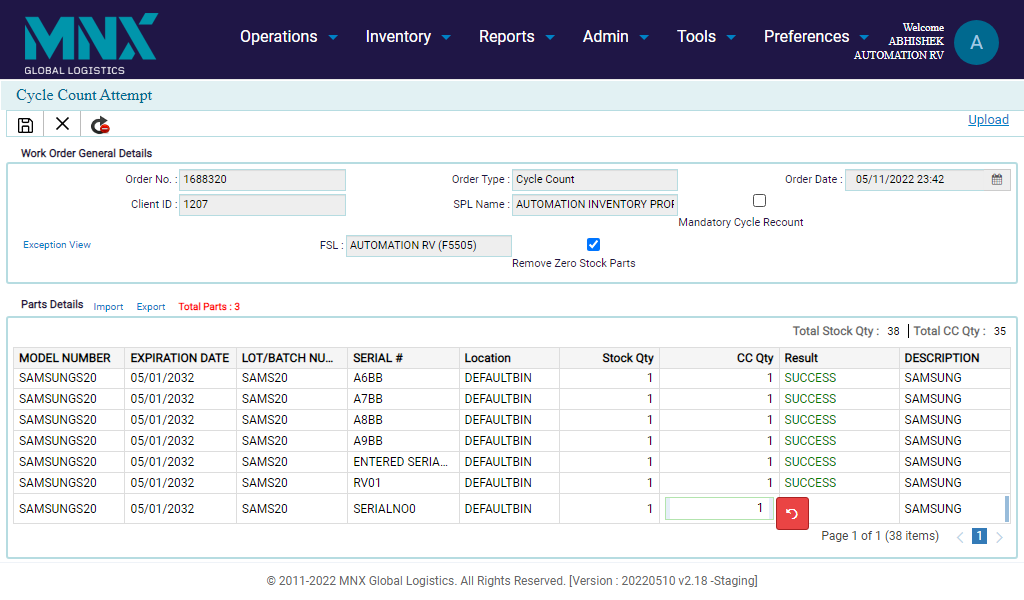 MNX
GLOBAL LOGISTICS
Operations Inventory Reports Admin Tools Preferences
Welcome
ABHISHEK
AUTOMATION RV
A
Cycle Count Attempt
Upload
Work Order General Details
Order No. : 1688320 Order Type : Cycle Count Order Date : 05/11/2022 23:42
Client ID : 1207 SPL Name : AUTOMATION INVENTORY PROF
Mandatory Cycle Recount
Exception View FSL : AUTOMATION RV (F5505)
Remove Zero Stock Parts
Parts Details Import Export Total Parts : 3
Total Stock Qty : 38 Total CC Qty : 35
MODEL NUMBER EXPIRATION DATE LOT/BATCH NU... SERIAL # Location Stock Qty CC Qty Result DESCRIPTION
SAMSUNGS20 05/01/2032 SAMS20 A6BB DEFAULTBIN 1 1 SUCCESS SAMSUNG
SAMSUNGS20 05/01/2032 SAMS20 A7BB DEFAULTBIN 1 1 SUCCESS SAMSUNG
SAMSUNGS20 05/01/2032 SAMS20 A8BB DEFAULTBIN 1 1 SUCCESS SAMSUNG
SAMSUNGS20 05/01/2032 SAMS20 A9BB DEFAULTBIN 1 1 SUCCESS SAMSUNG
SAMSUNGS20 05/01/2032 SAMS20 ENTERED SERIA... DEFAULTBIN 1 1 SUCCESS SAMSUNG
SAMSUNGS20 05/01/2032 SAMS20 RV01 DEFAULTBIN 1 1 SUCCESS SAMSUNG
SAMSUNGS20 05/01/2032 SAMS20 SERIALNO0 DEFAULTBIN 1 1 SAMSUNG
Page 1 of 1 (38 items) 1
© 2011-2022 MNX Global Logistics. All Rights Reserved. [Version : 20220510 v2.18 -Staging]